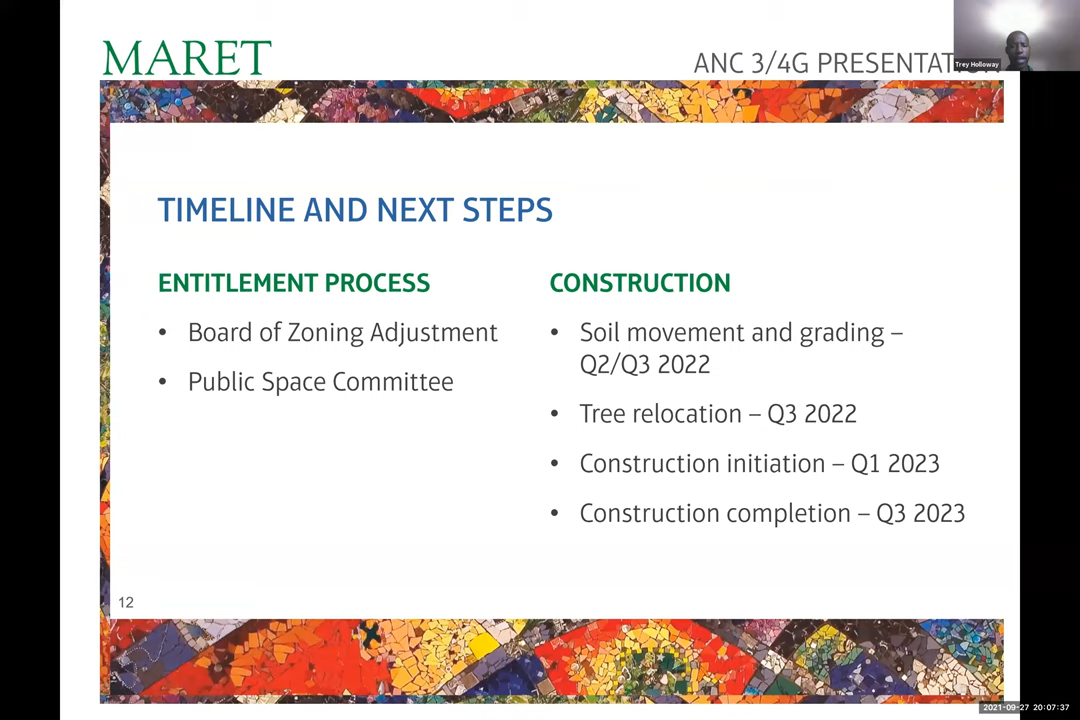 MARET
ANC 3/4G PRESENTAT
Trey Holloway
TIMELINE AND NEXT STEPS
ENTITLEMENT PROCESS
• Board of Zoning Adjustment
• Public Space Committee
CONSTRUCTION
• Soil movement and grading –
Q2/Q3 2022
• Tree relocation – Q3 2022
• Construction initiation – Q1 2023
• Construction completion – Q3 2023
12
2021-09-27 20:07:37